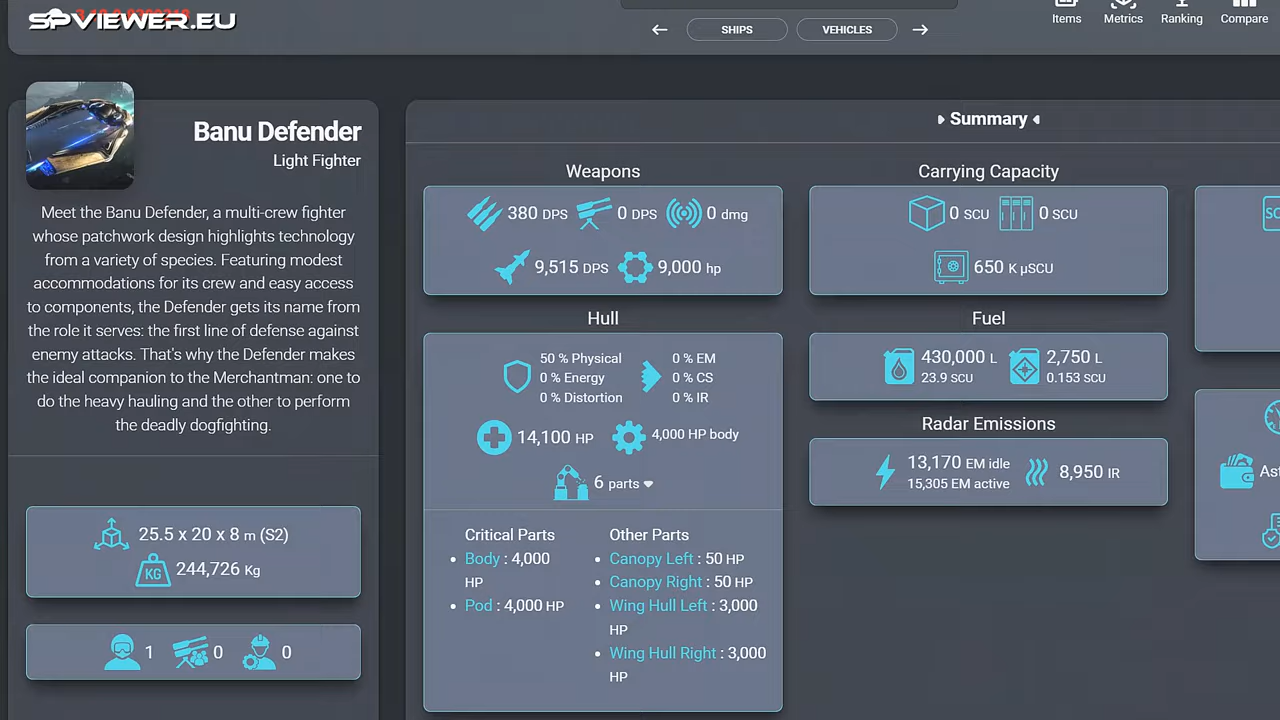 SPVIEWER.EU
SHIPS
VEHICLES
Items
Metrics
Ranking
Compare
Banu Defender
Light Fighter
Meet the Banu Defender, a multi-crew fighter
whose patchwork design highlights technology
from a variety of species. Featuring modest
accommodations for its crew and easy access
to components, the Defender gets its name from
the role it serves: the first line of defense against
enemy attacks. That's why the Defender makes
the ideal companion to the Merchantman: one to
do the heavy hauling and the other to perform
the deadly dogfighting.
25.5 x 20 x 8 m (S2)
KG 244,726 Kg
1 0 0
Summary
Weapons
380 DPS 0 DPS 0 dmg
9,515 DPS 9,000 hp
Hull
50 % Physical
0 % Energy
0 % Distortion
0 % EM
0 % CS
0 % IR
14,100 HP 4,000 HP body
6 parts
Critical Parts
Body : 4,000
HP
Pod : 4,000 HP
Other Parts
Canopy Left : 50 HP
Canopy Right : 50 HP
Wing Hull Left : 3,000
HP
Wing Hull Right : 3,000
HP
Carrying Capacity
0 SCU 0 SCU
650 K µSCU
Fuel
430,000 L
23.9 SCU
2,750 L
0.153 SCU
Radar Emissions
13,170 EM idle
15,305 EM active
8,950 IR
SC
Ast